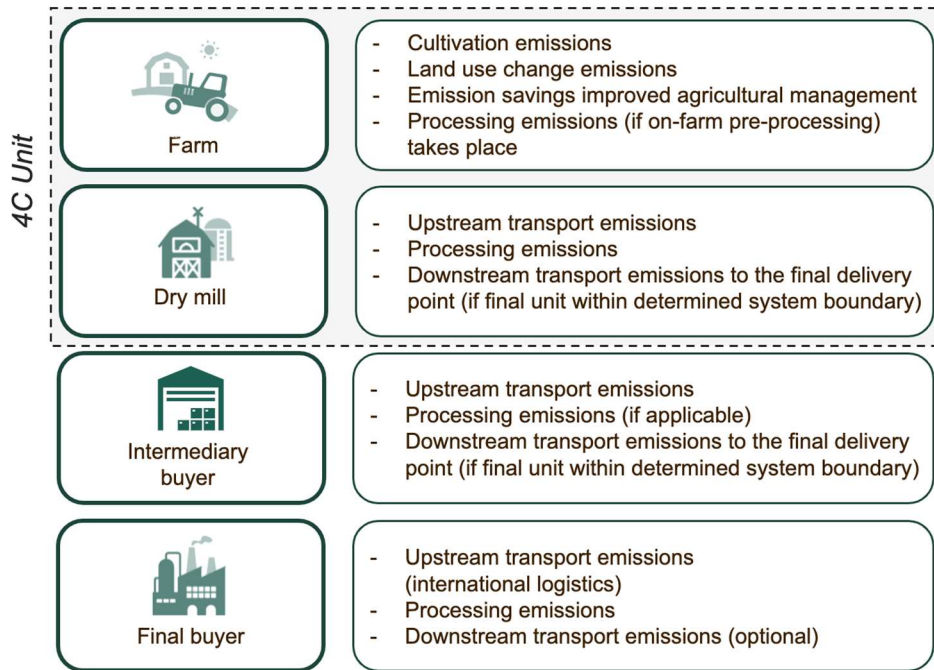 4C Unit
Farm
- Cultivation emissions
- Land use change emissions
- Emission savings improved agricultural management
- Processing emissions (if on-farm pre-processing)
takes place
Dry mill
- Upstream transport emissions
- Processing emissions
- Downstream transport emissions to the final delivery
point (if final unit within determined system boundary)
Intermediary
buyer
- Upstream transport emissions
- Processing emissions (if applicable)
- Downstream transport emissions to the final delivery
point (if final unit within determined system boundary)
Final buyer
- Upstream transport emissions
(international logistics)
- Processing emissions
- Downstream transport emissions (optional)